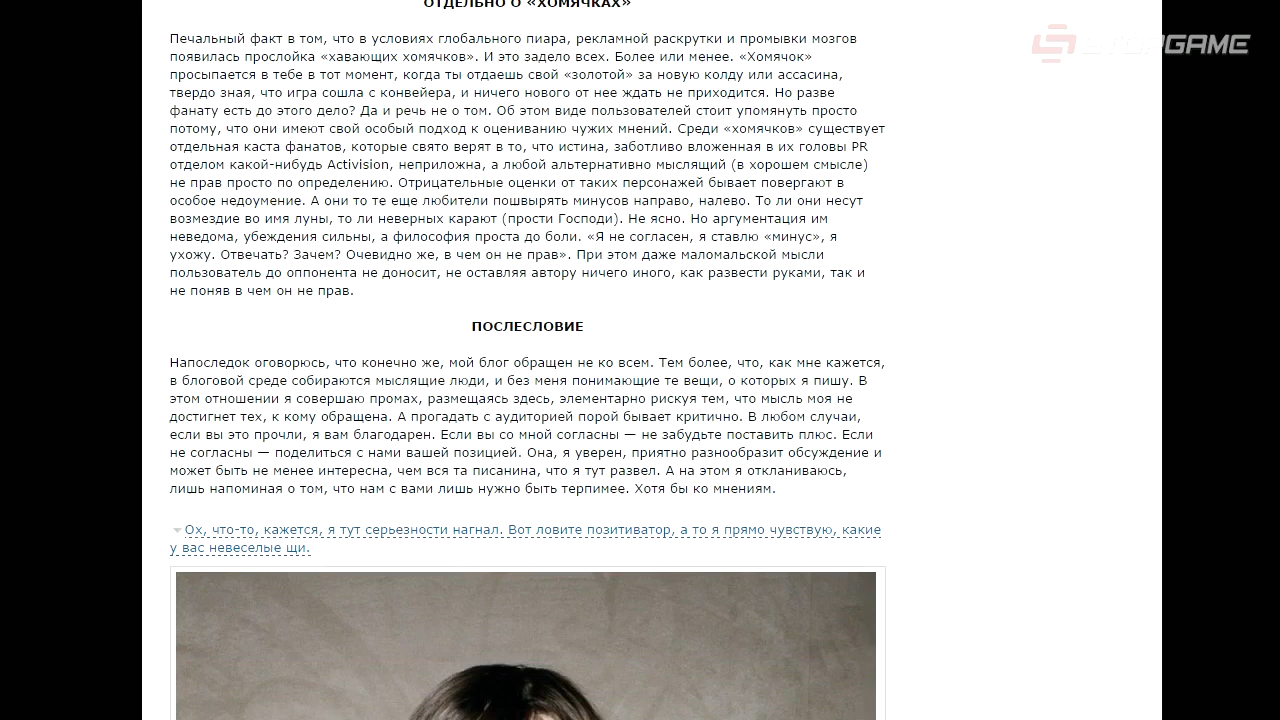 ОТДЕЛЬНО О «ХОМЯЧКАХ»
Печальный факт в том, что в условиях глобального пиара, рекламной раскрутки и промывки мозгов
появилась прослойка «хавающих хомячков». И это задело всех. Более или менее. «Хомячок»
просыпается в тебе в тот момент, когда ты отдаешь свой «золотой» за новую колду или ассасина,
твердо зная, что игра сошла с конвейера, и ничего нового от нее ждать не приходится. Но разве
фанату есть до этого дело? Да и речь не о том. Об этом виде пользователей стоит упомянуть просто
потому, что они имеют свой особый подход к оцениванию чужих мнений. Среди «хомячков» существует
отдельная каста фанатов, которые свято верят в то, что истина, заботливо вложенная в их головы PR
отделом какой-нибудь Activision, неприложна, а любой альтернативно мыслящий (в хорошем смысле)
не прав просто по определению. Отрицательные оценки от таких персонажей бывает повергают в
особое недоумение. А они то те еще любители пошвырять минусов направо, налево. То ли они несут
возмездие во имя луны, то ли неверных карают (прости Господи). Не ясно. Но аргументация им
неведома, убеждения сильны, а философия проста до боли. «Я не согласен, я ставлю «минус», я
ухожу. Отвечать? Зачем? Очевидно же, в чем он не прав». При этом даже маломальской мысли
пользователь до оппонента не доносит, не оставляя автору ничего иного, как развести руками, так и
не поняв в чем он не прав.
ПОСЛЕСЛОВИЕ
Напоследок оговорюсь, что конечно же, мой блог обращен не ко всем. Тем более, что, как мне кажется,
в блоговой среде собираются мыслящие люди, и без меня понимающие те вещи, о которых я пишу. В
этом отношении я совершаю промах, размещаясь здесь, элементарно рискуя тем, что мысль моя не
достигнет тех, к кому обращена. А прогадать с аудиторией порой бывает критично. В любом случаи,
если вы это прочли, я вам благодарен. Если вы со мной согласны — не забудьте поставить плюс. Если
не согласны — поделиться с нами вашей позицией. Она, я уверен, приятно разнообразит обсуждение и
может быть не менее интересна, чем вся та писанина, что я тут развел. А на этом я откланиваюсь,
лишь напоминая о том, что нам с вами лишь нужно быть терпимее. Хотя бы ко мнениям.
Ох, что-то, кажется, я тут серьезности нагнал. Вот ловите позитиватор, а то я прямо чувствую, какие
у вас невеселые щи.
STOPGAME